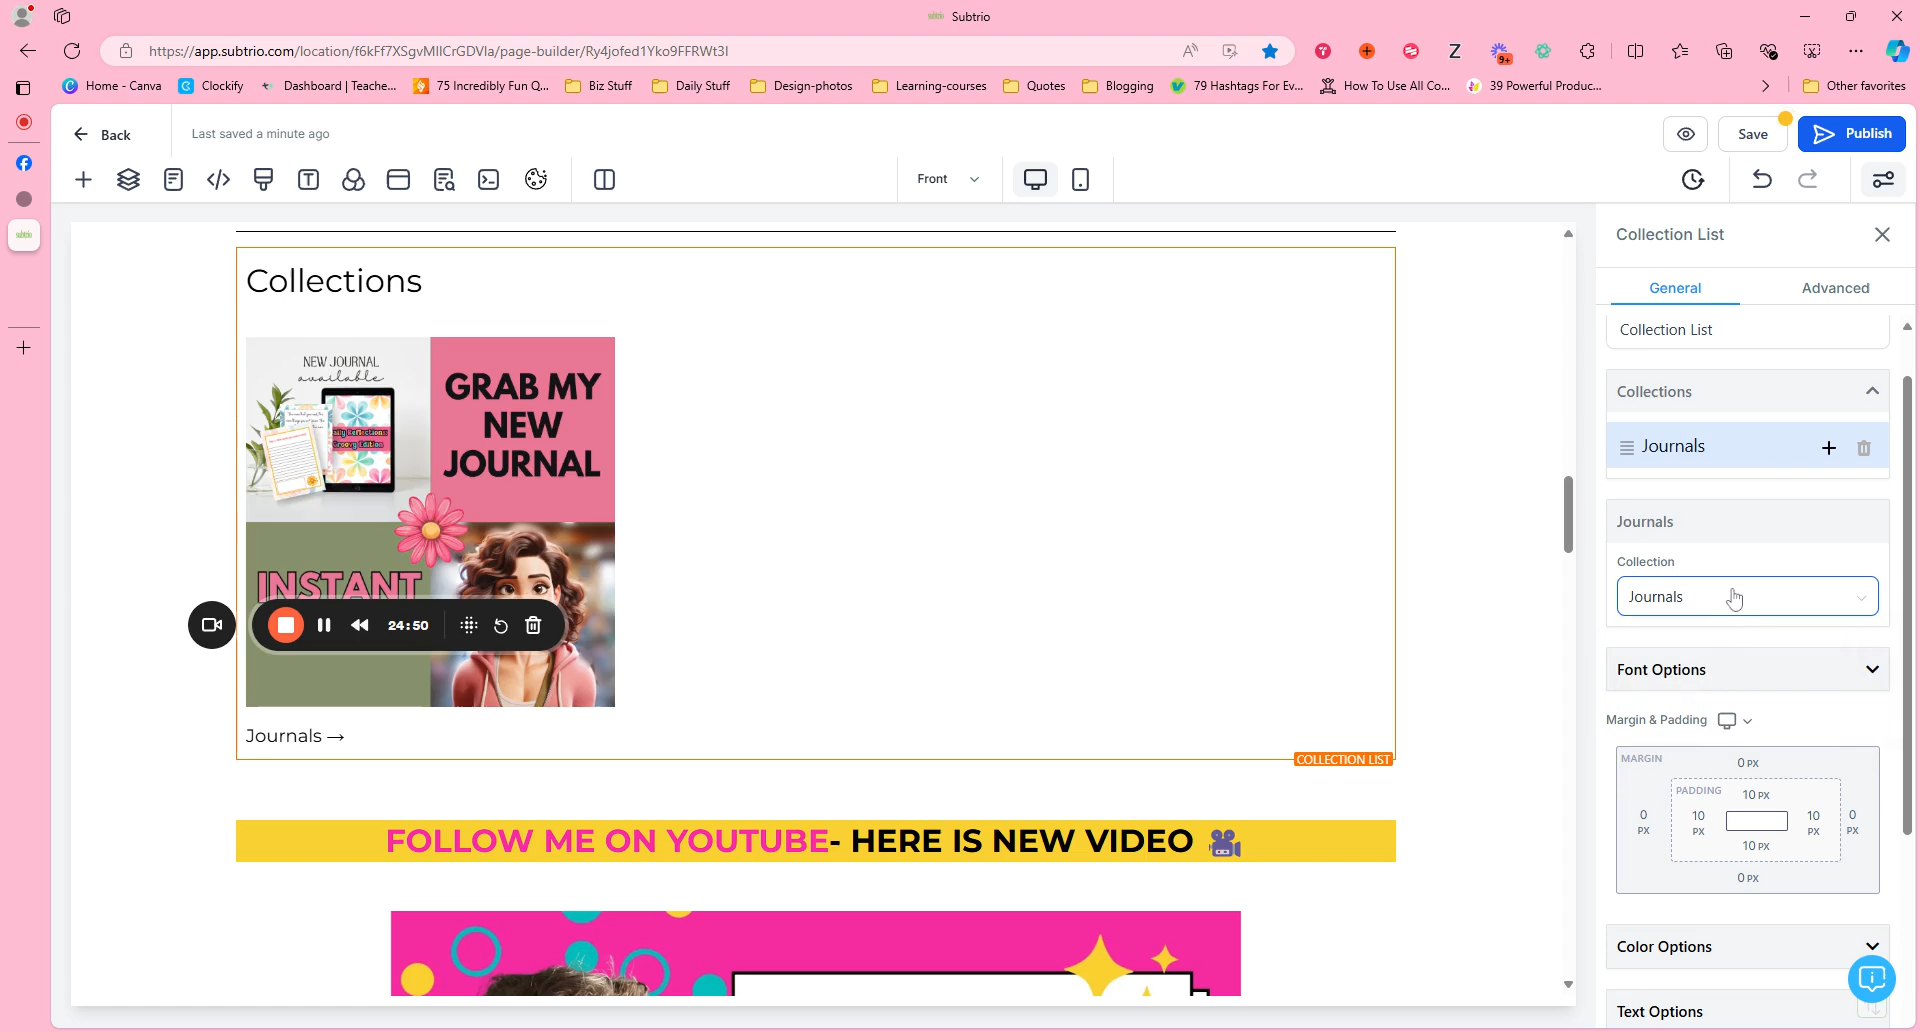 Subtrio
https://app.subtrio.com/location/f6kFf7XSgvMIlCrGDVla/page-builder/Ry4jofed1Yko9FFRWt3l
9+
Home - Canva
Clockify
Dashboard | Teache...
75 Incredibly Fun Q...
Biz Stuff
Daily Stuff
Design-photos
Learning-courses
Quotes
Blogging
79 Hashtags For Ev...
How To Use All Co...
39 Powerful Produc...
Other favorites
Back
Last saved a minute ago
Save
Publish
Front
Collections
NEW JOURNAL
available
GRAB MY
NEW
JOURNAL
INSTANT
24:50
Journals →
COLLECTION LIST
FOLLOW ME ON YOUTUBE- HERE IS NEW VIDEO 🎥
Collection List
General
Advanced
Collection List
Collections
Journals
Journals
Collection
Journals
Font Options
Margin & Padding
MARGIN
0 PX
PADDING
10 PX
0 PX
10 PX
10 PX
0 PX
10 PX
0 PX
Color Options
Text Options